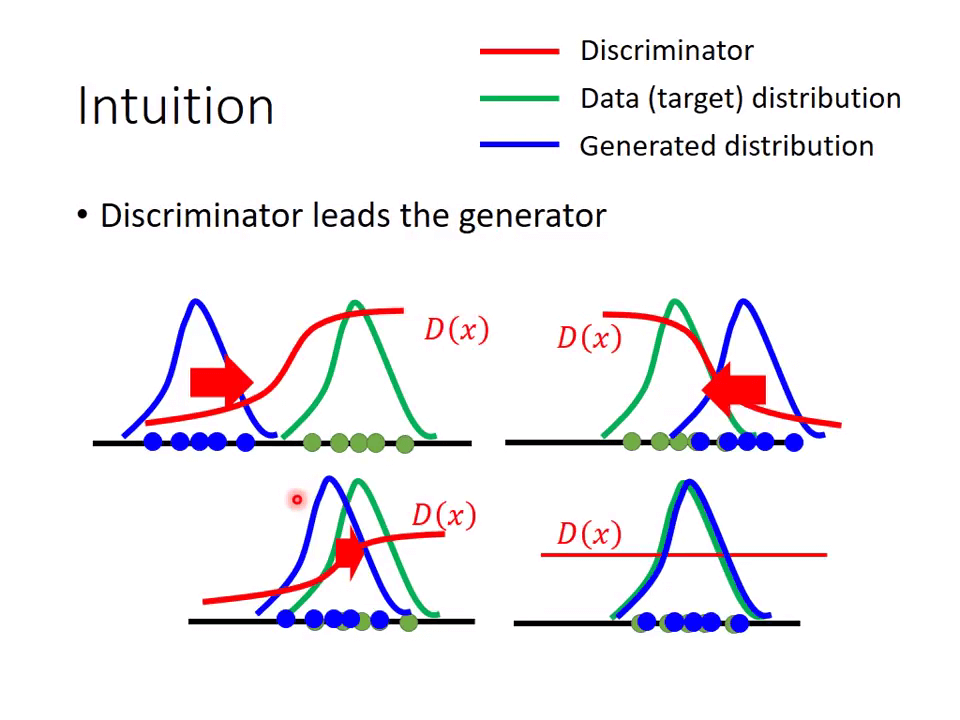 Discriminator
Data (target) distribution
Generated distribution
Intuition
• Discriminator leads the generator
D(x)
D(x)
D(x)
D(x)